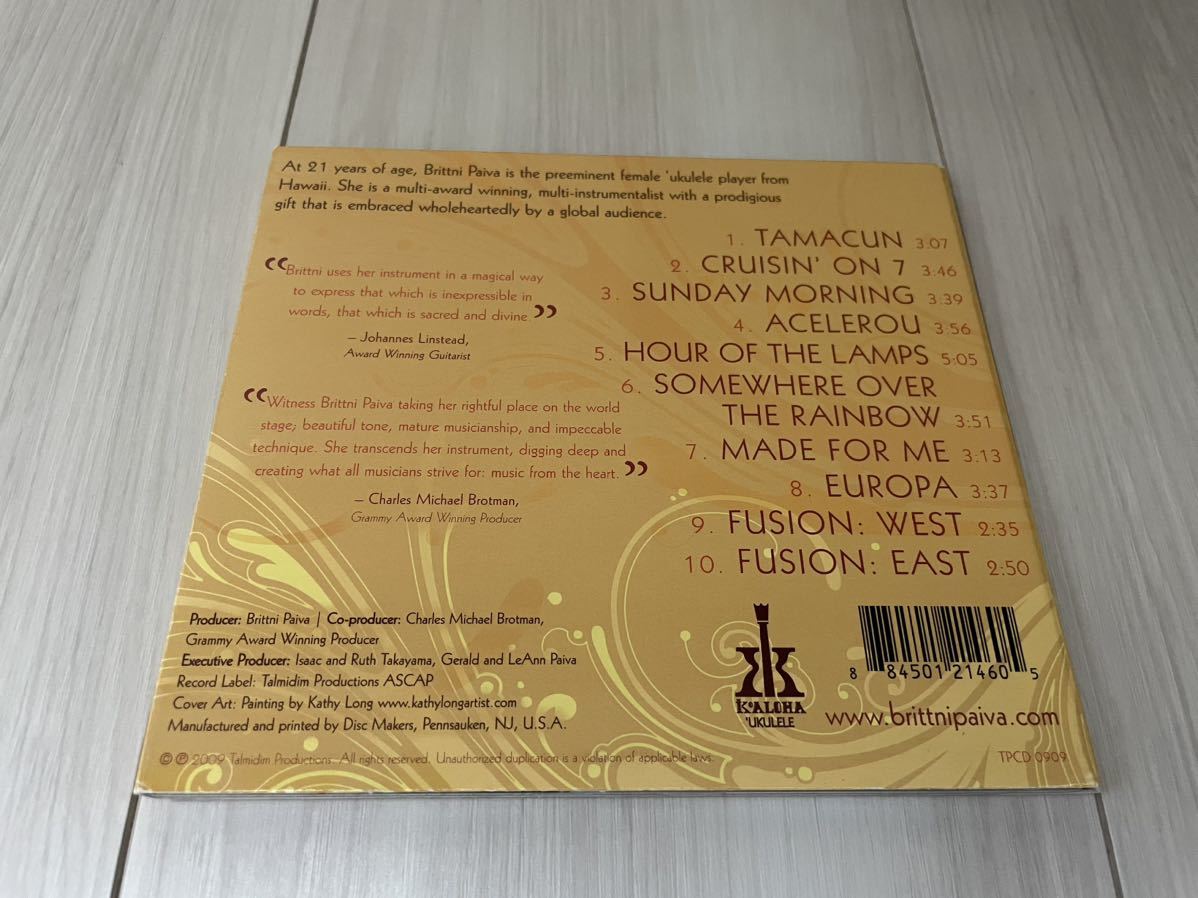 At 21 years of age, Brittni Paiva is the preeminent female 'ukulele player from
Hawaii. She is a multi-award winning, multi-instrumentalist with a prodigious
gift that is embraced wholeheartedly by a global audience.
“Brittni uses her instrument in a magical way
to express that which is inexpressible in
words, that which is sacred and divine.”
– Johannes Linstead,
Award Winning Guitarist
“Witness Brittni Paiva taking her rightful place on the world
stage; beautiful tone, mature musicianship, and impeccable
technique. She transcends her instrument, digging deep and
creating what all musicians strive for: music from the heart.”
– Charles Michael Brotman,
Grammy Award Winning Producer
1. TAMACUN 3:07
2. CRUISIN' ON 7 3:46
3. SUNDAY MORNING 3:39
4. ACELEROU 3:56
5. HOUR OF THE LAMPS 5:05
6. SOMEWHERE OVER
THE RAINBOW 3:51
7. MADE FOR ME 3:13
8. EUROPA 3:37
9. FUSION: WEST 2:35
10. FUSION: EAST 2:50
Producer: Brittni Paiva | Co-producer: Charles Michael Brotman,
Grammy Award Winning Producer
Executive Producer: Isaac and Ruth Takayama, Gerald and LeAnn Paiva
Record Label: Talmidim Productions ASCAP
Cover Art: Painting by Kathy Long www.kathylongartist.com
Manufactured and printed by Disc Makers, Pennsauken, NJ, U.S.A.
© ℗ 2009 Talmidim Productions. All rights reserved. Unauthorized duplication is a violation of applicable laws.
KoALOHA
'UKULELE
8 84501 21460 5
www.brittnipaiva.com
TPCD 0909